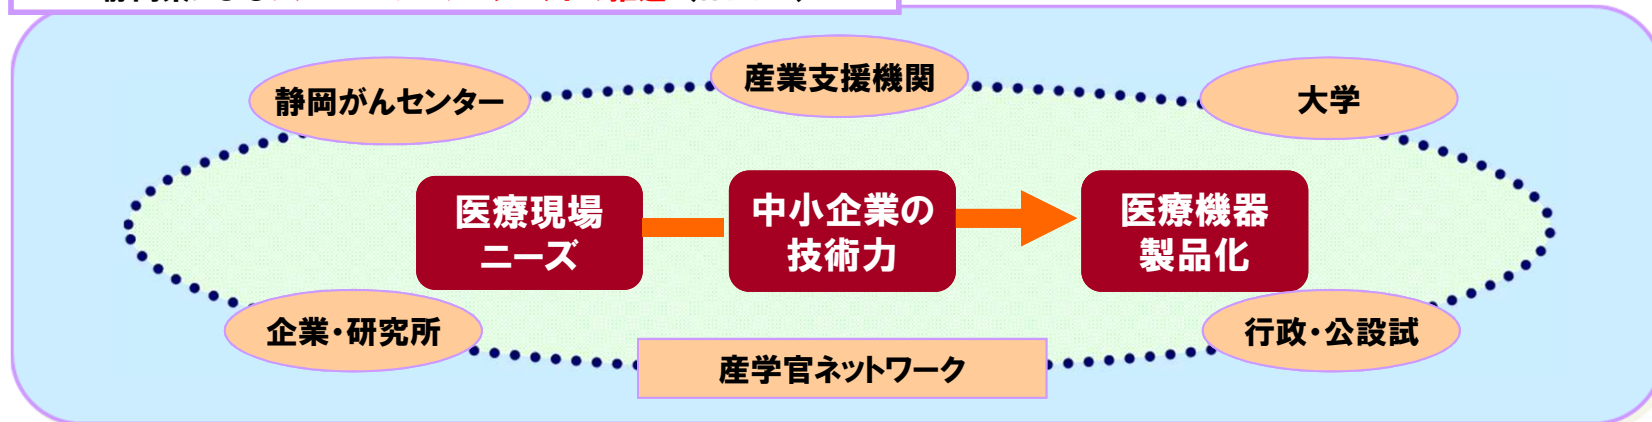 静岡がんセンター
産業支援機関
大学
医療現場
ニーズ
中小企業の
技術力
医療機器
製品化
企業・研究所
産学官ネットワーク
行政・公設試